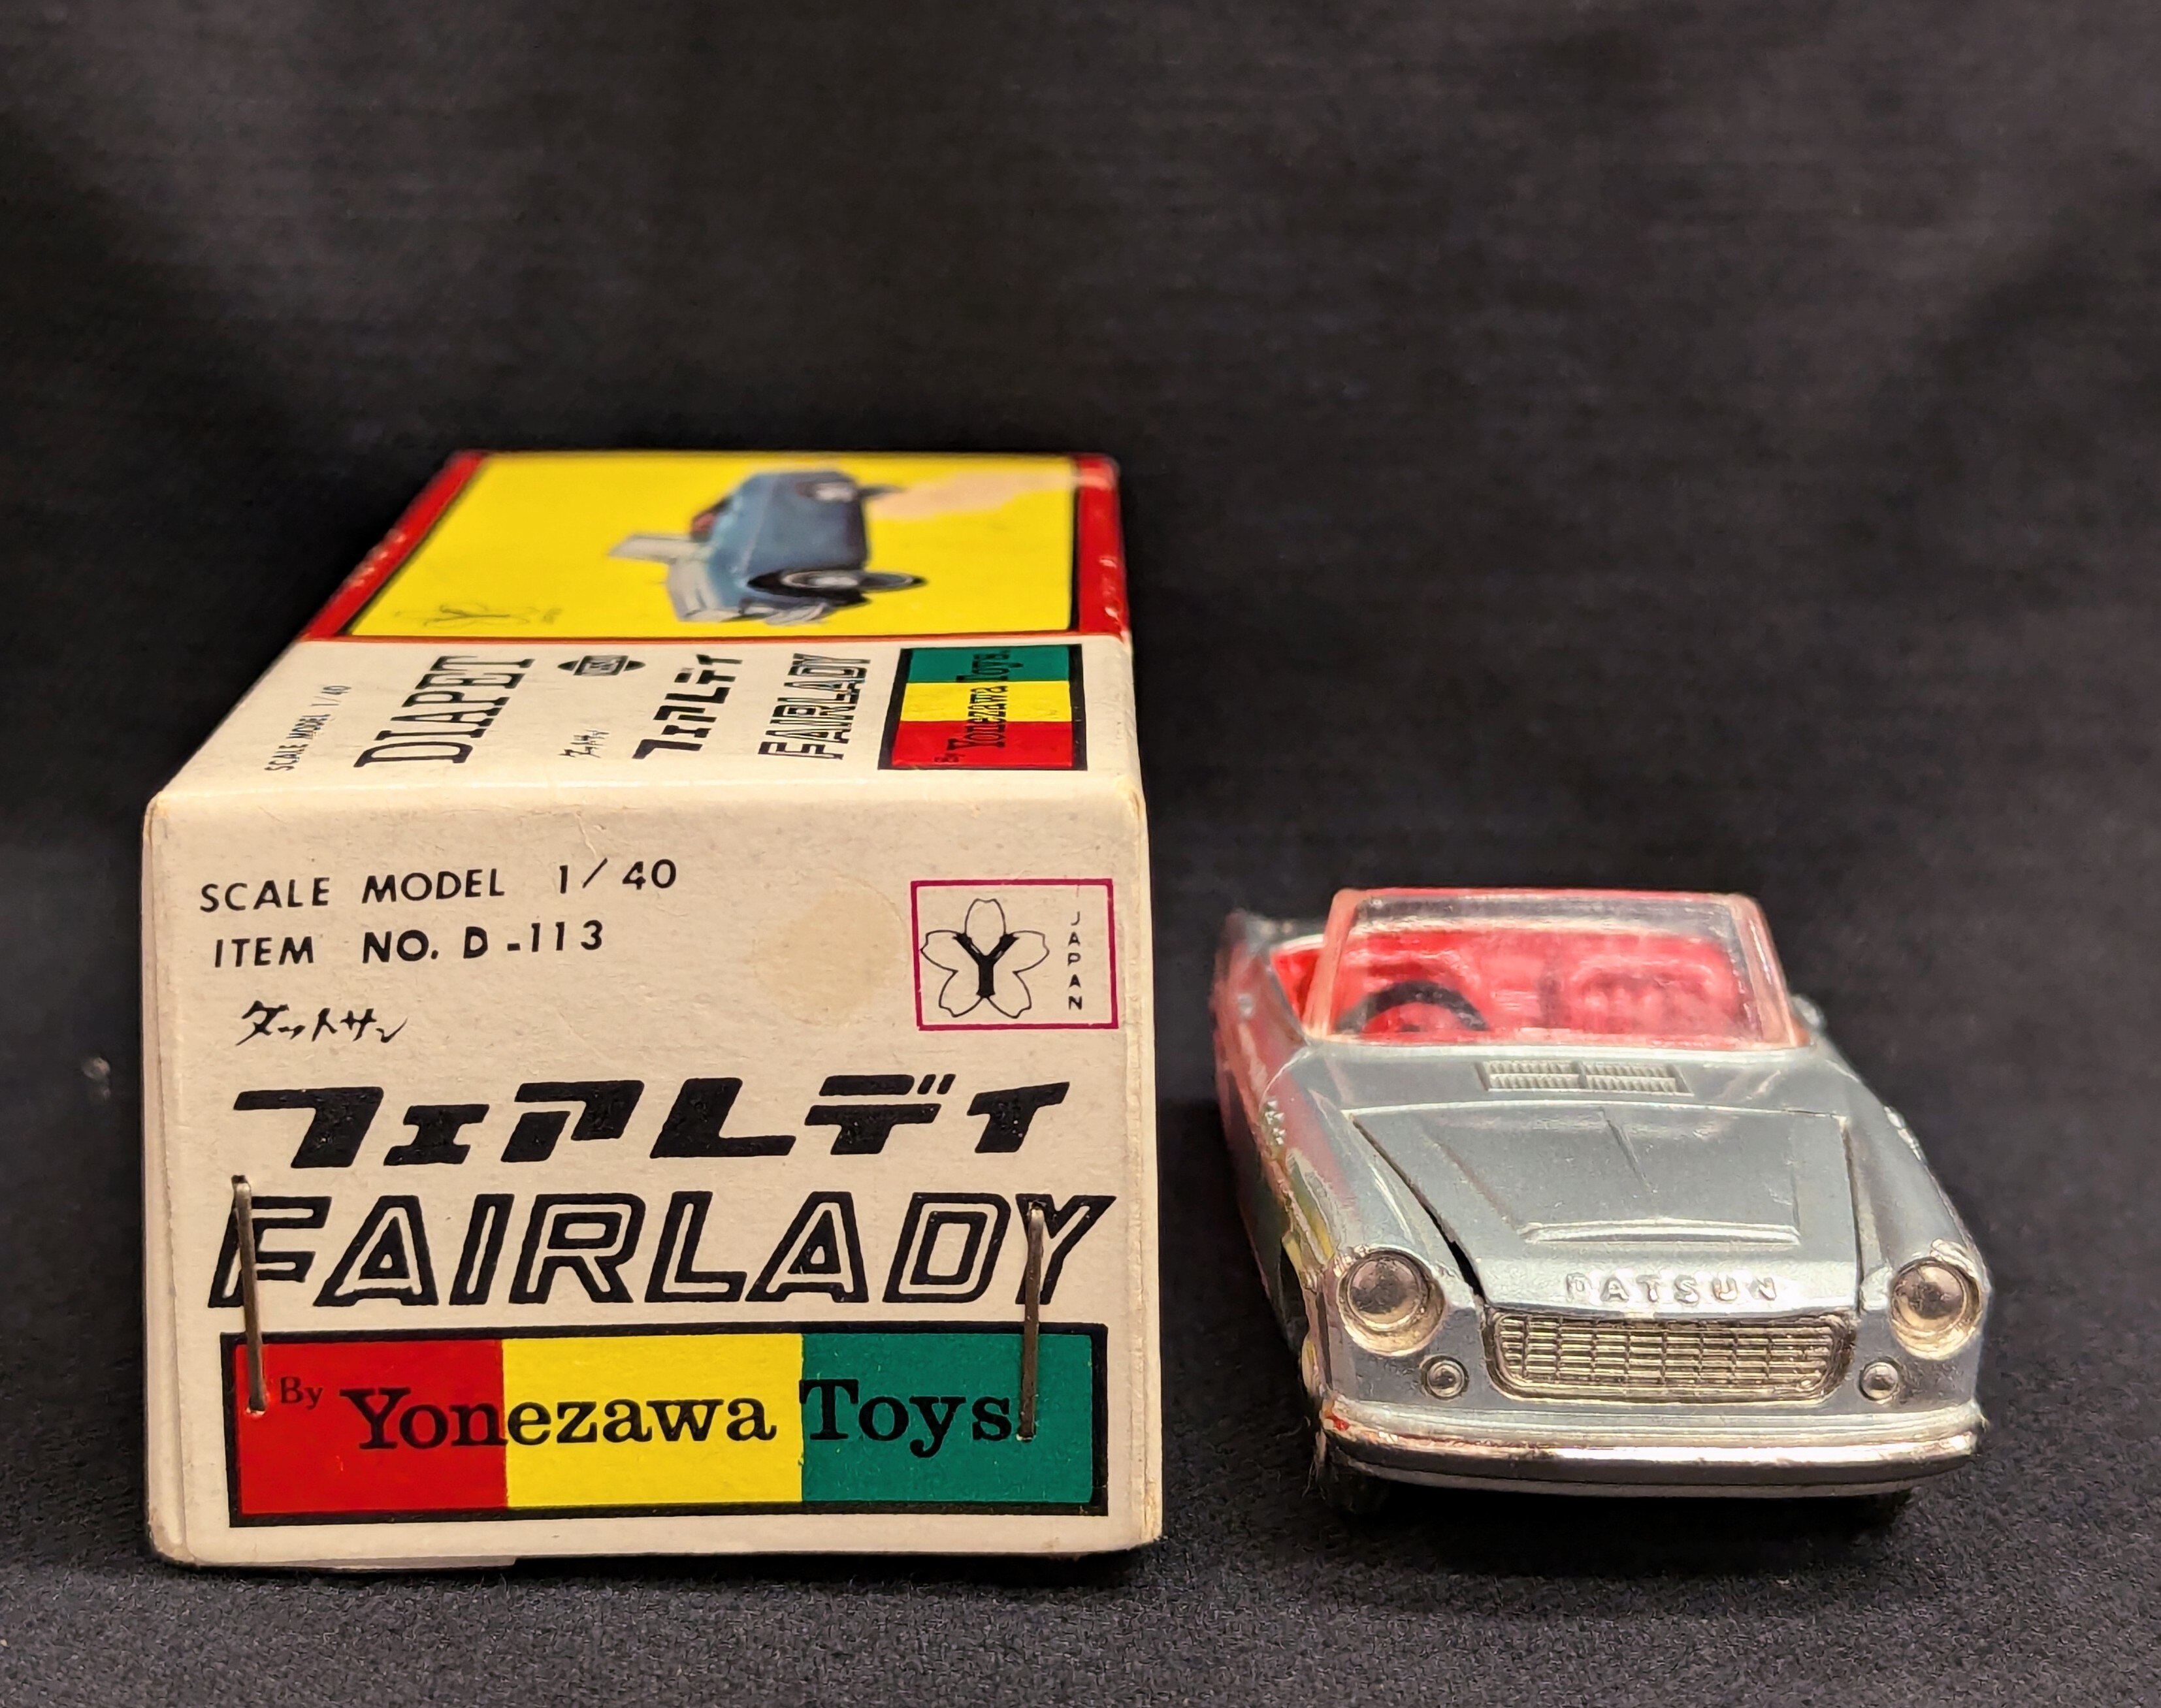 SCALE MODEL 1/40
DIAPET
ダットサン
フェアレディ
FAIRLADY
By Yonezawa Toys
SCALE MODEL 1/40
ITEM NO. D-113
Y
JAPAN
ダットサン
フェアレディ
FAIRLADY
By Yonezawa Toys
DATSUN